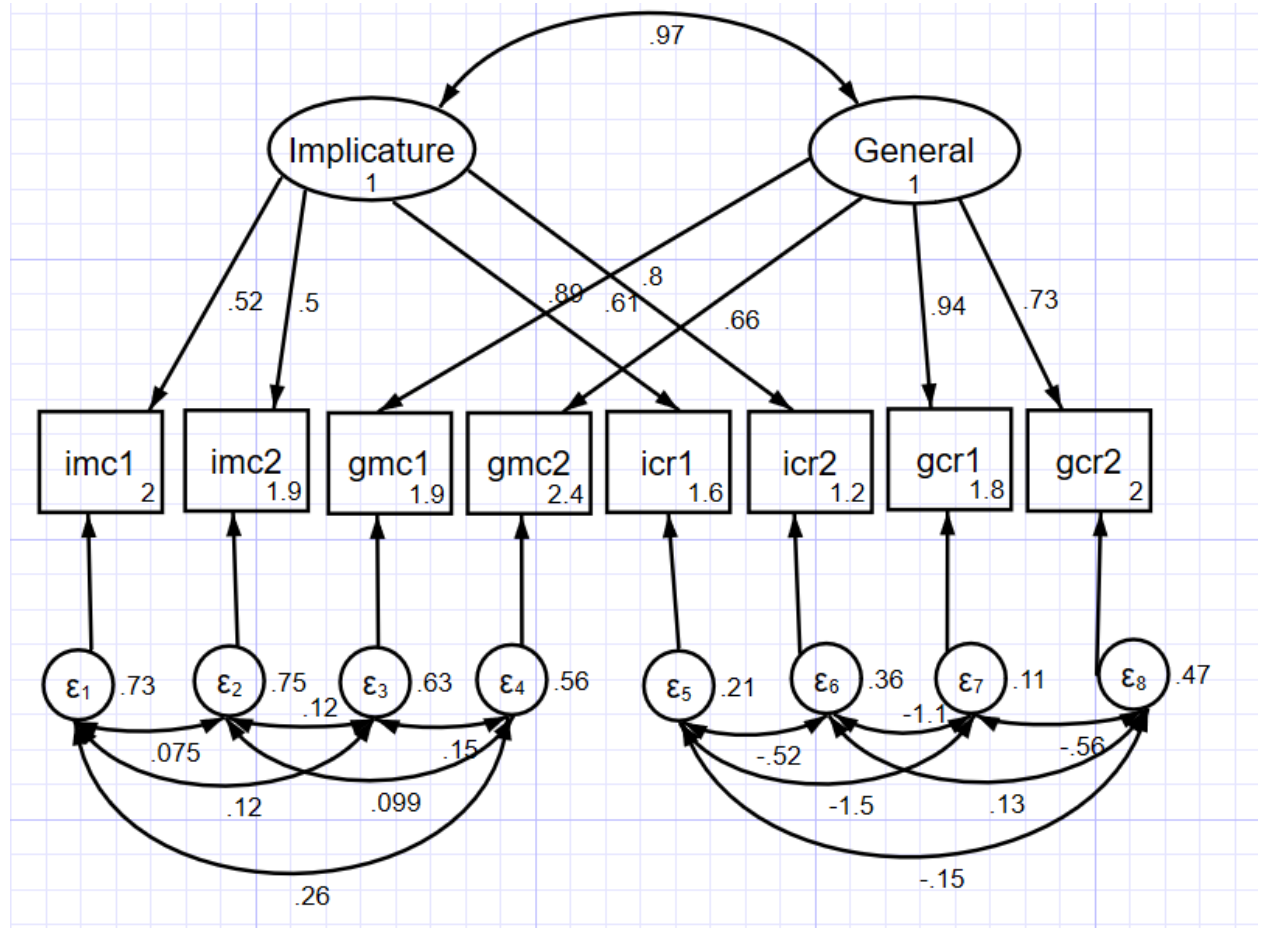 .97
Implicature
1
General
1
.52
.5
.89
.61
.8
.66
.94
.73
imc1
2
imc2
1.9
gmc1
1.9
gmc2
2.4
icr1
1.6
icr2
1.2
gcr1
1.8
gcr2
2
ε1
.73
ε2
.75
ε3
.63
ε4
.56
ε5
.21
ε6
.36
ε7
.11
ε8
.47
.075
.12
.15
.12
.099
.26
-.52
-1.1
-.56
-1.5
.13
-.15